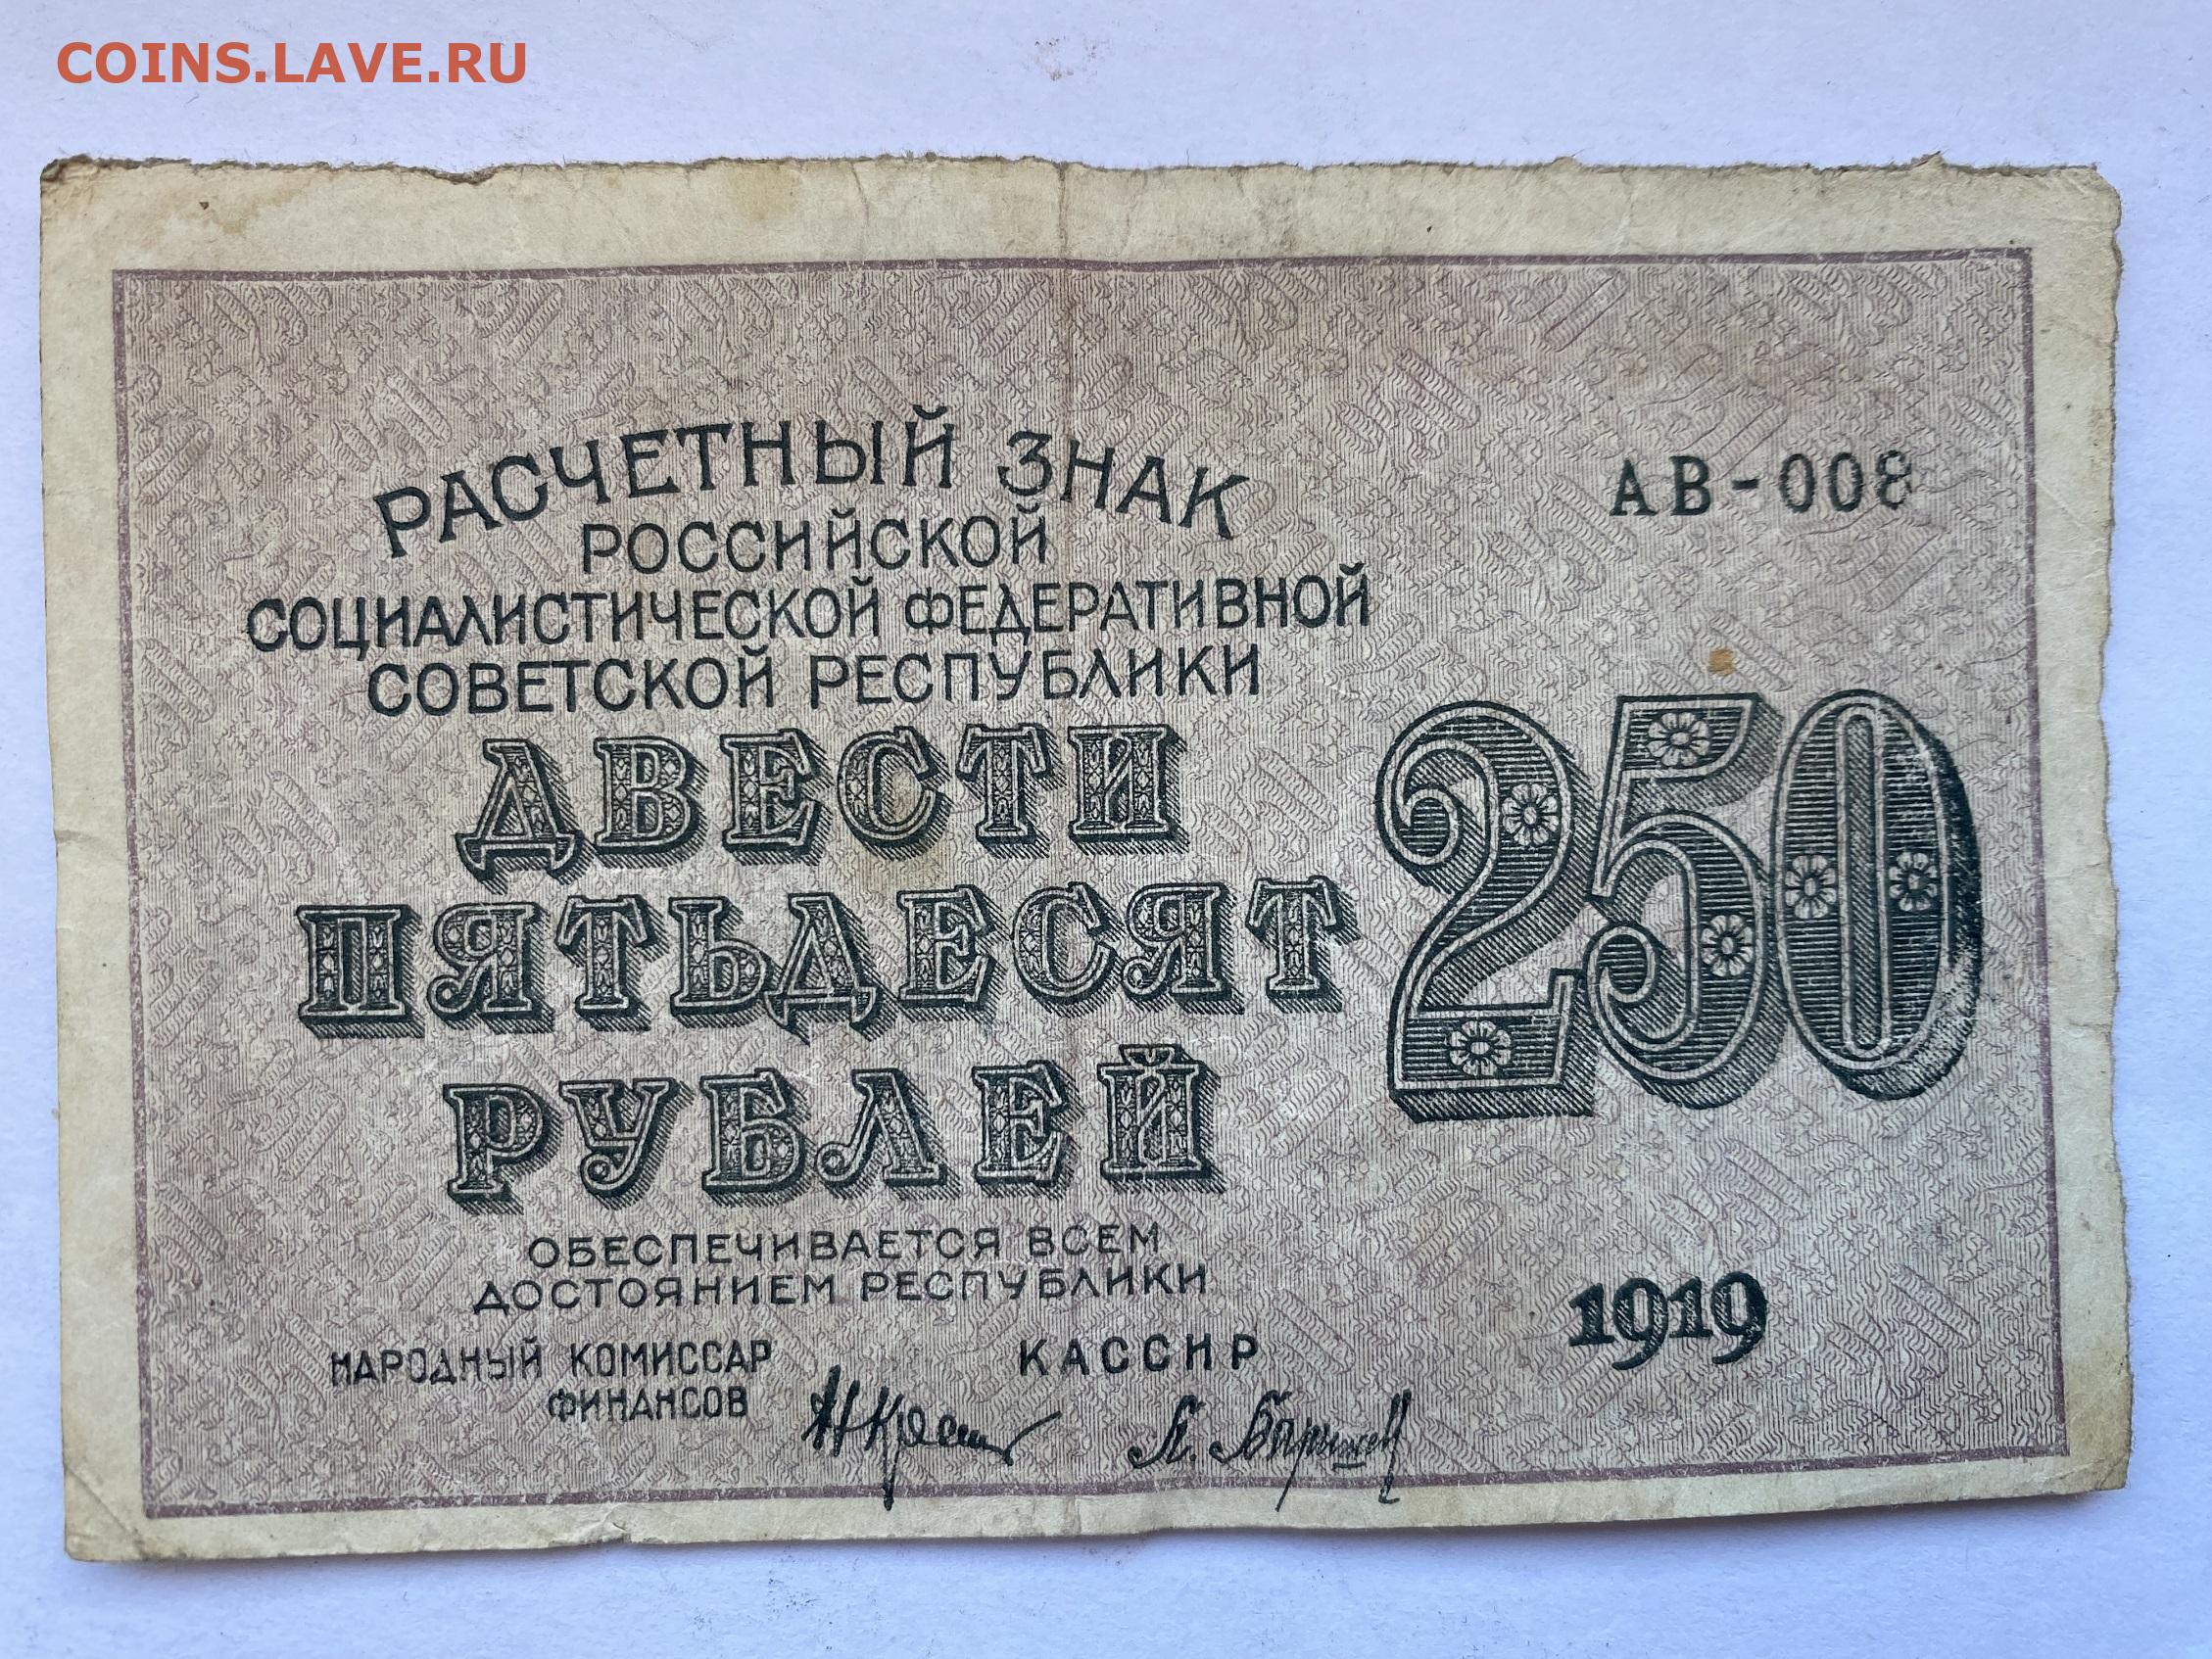 COINS.LAVE.RU
РАСЧЕТНЫЙ ЗНАК
РОССИЙСКОЙ
СОЦИАЛИСТИЧЕСКОЙ ФЕДЕРАТИВНОЙ
СОВЕТСКОЙ РЕСПУБЛИКИ
АВ-008
ДВЕСТИ
ПЯТЬДЕСЯТ
РУБЛЕЙ
250
ОБЕСПЕЧИВАЕТСЯ ВСЕМ
ДОСТОЯНИЕМ РЕСПУБЛИКИ
1919
НАРОДНЫЙ КОМИССАР
ФИНАНСОВ
КАССИР